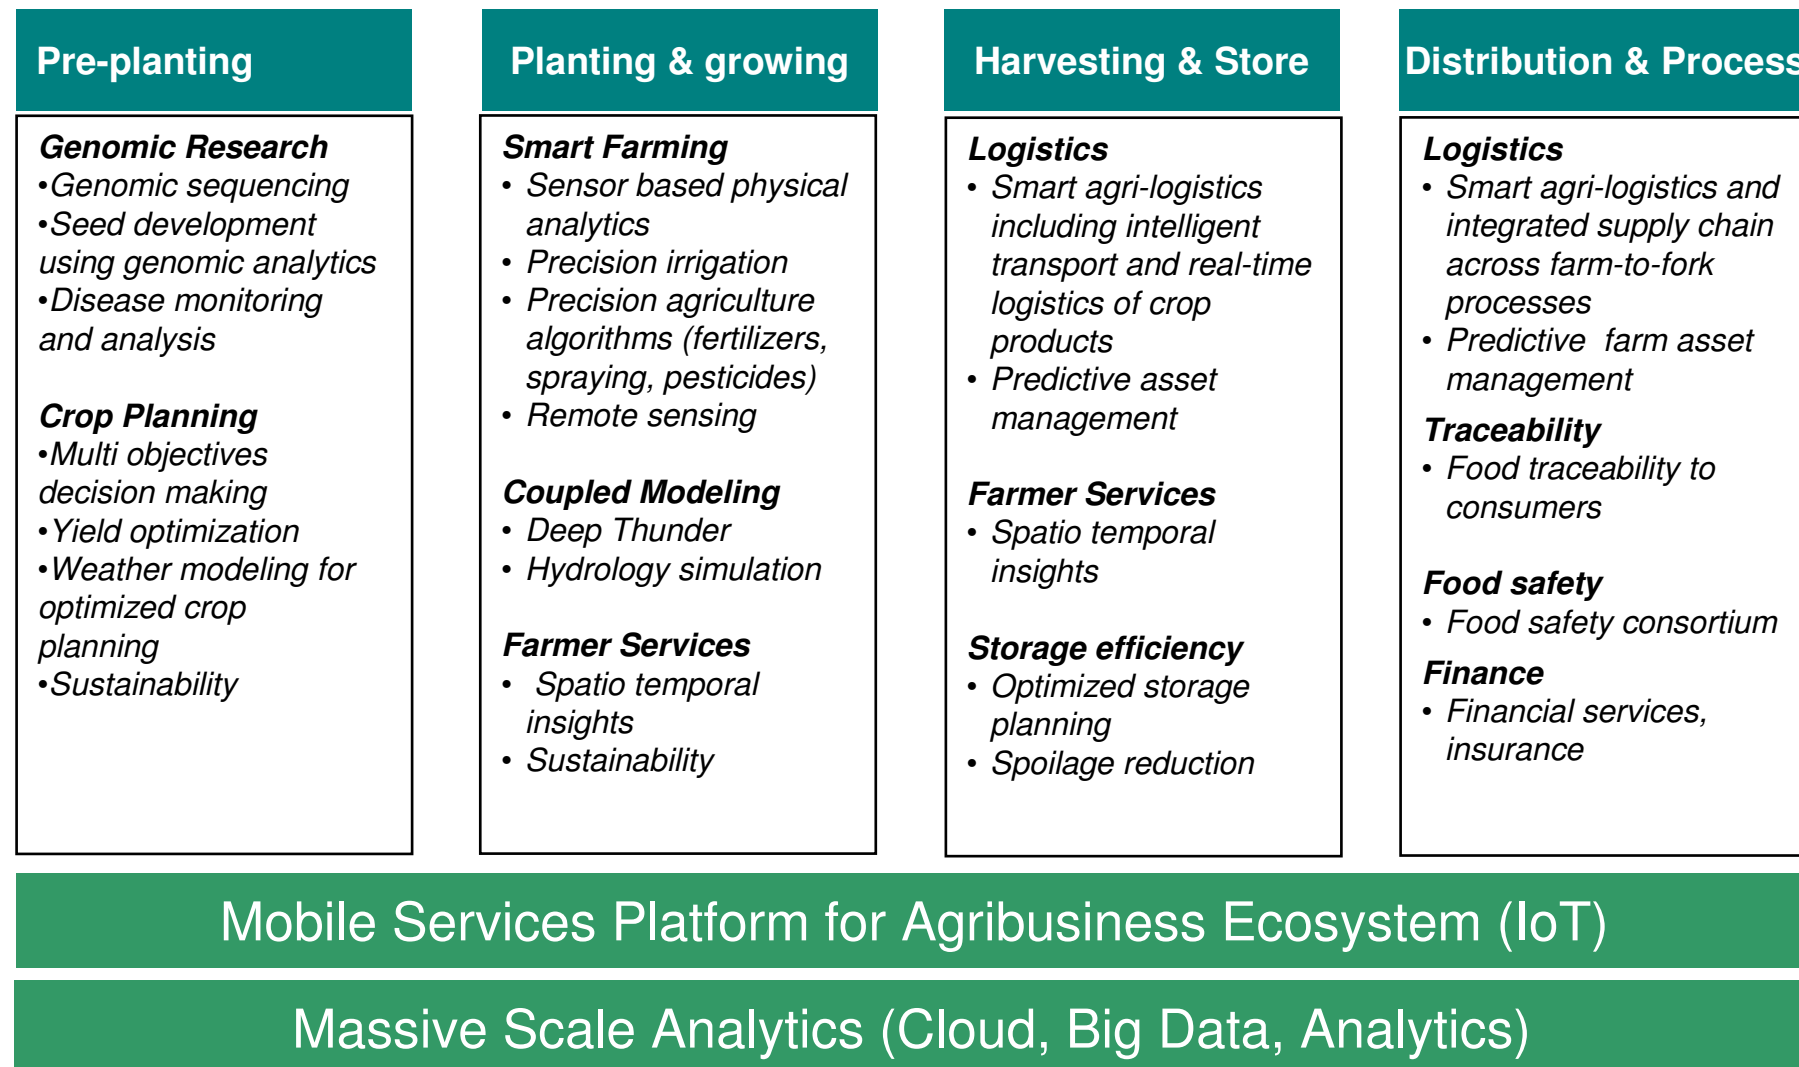 Pre-planting
Genomic Research
•Genomic sequencing
•Seed development
using genomic analytics
•Disease monitoring
and analysis
Crop Planning
•Multi objectives
decision making
•Yield optimization
•Weather modeling for
optimized crop
planning
•Sustainability
Planting & growing
Smart Farming
• Sensor based physical
analytics
• Precision irrigation
• Precision agriculture
algorithms (fertilizers,
spraying, pesticides)
• Remote sensing
Coupled Modeling
• Deep Thunder
• Hydrology simulation
Farmer Services
• Spatio temporal
insights
• Sustainability
Harvesting & Store
Logistics
• Smart agri-logistics
including intelligent
transport and real-time
logistics of crop
products
• Predictive asset
management
Farmer Services
• Spatio temporal
insights
Storage efficiency
• Optimized storage
planning
• Spoilage reduction
Distribution & Process
Logistics
• Smart agri-logistics and
integrated supply chain
across farm-to-fork
processes
• Predictive farm asset
management
Traceability
• Food traceability to
consumers
Food safety
• Food safety consortium
Finance
• Financial services,
insurance
Mobile Services Platform for Agribusiness Ecosystem (IoT)
Massive Scale Analytics (Cloud, Big Data, Analytics)